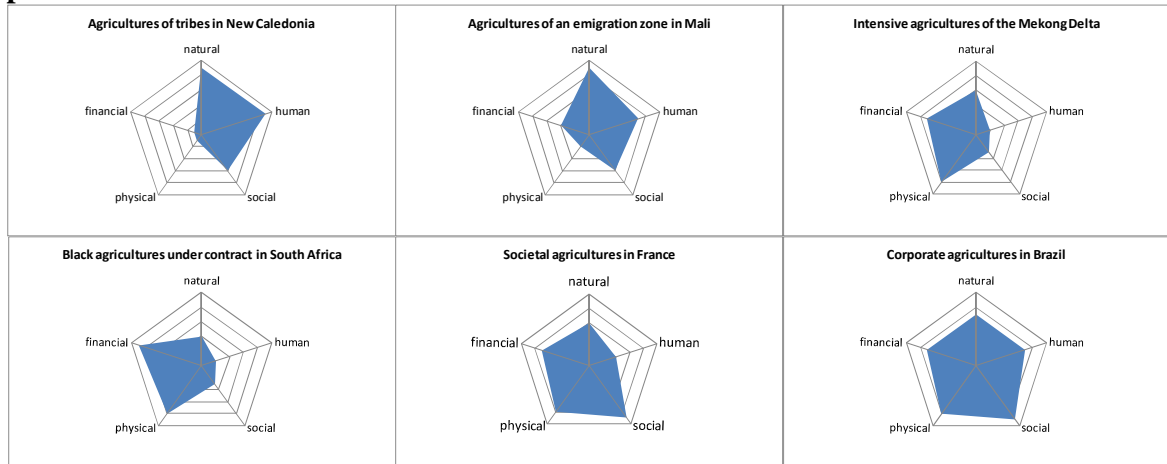 Agricultures of tribes in New Caledonia
natural
financial
human
physical
social
Agricultures of an emigration zone in Mali
natural
financial
human
physical
social
Intensive agricultures of the Mekong Delta
natural
financial
human
physical
social
Black agricultures under contract in South Africa
natural
financial
human
physical
social
Societal agricultures in France
natural
financial
human
physical
social
Corporate agricultures in Brazil
natural
financial
human
physical
social